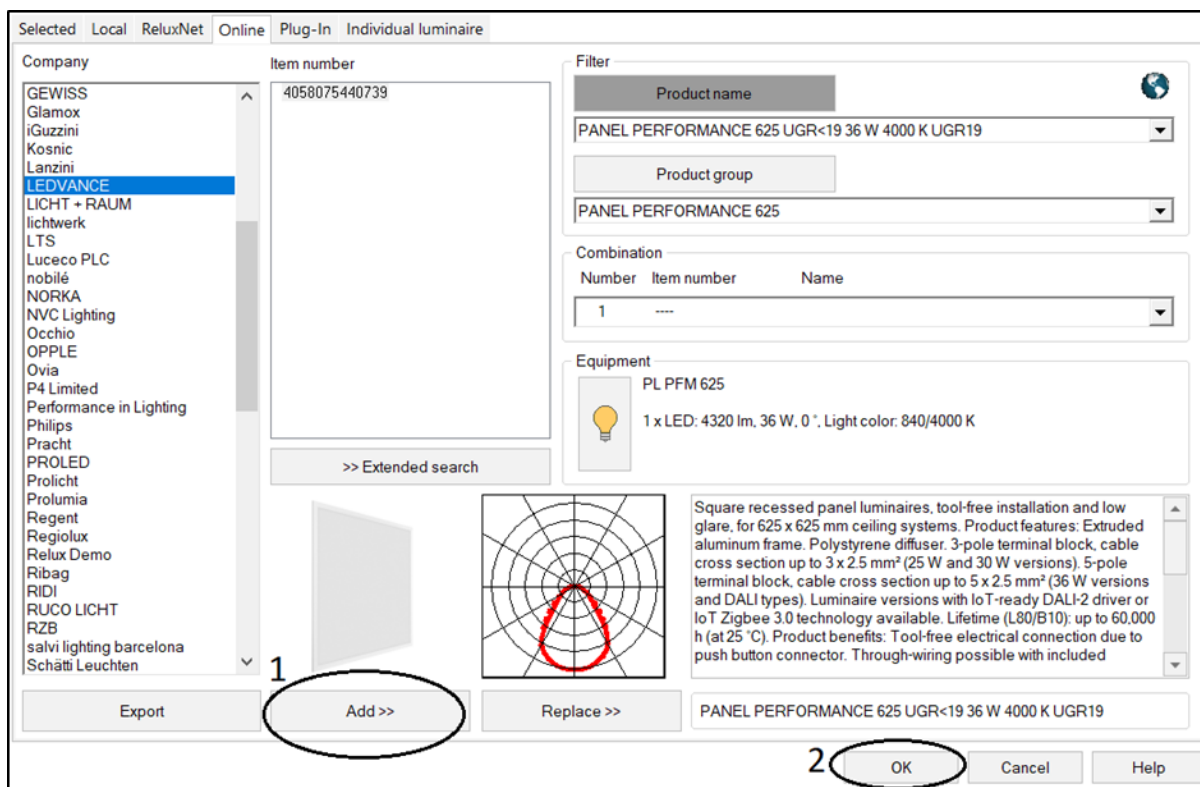 Selected Local ReluxNet Online Plug-In Individual luminaire
Company
GEWISS
Glamox
iGuzzini
Kosnic
Lanzini
LEDVANCE
LICHT + RAUM
lichtwerk
LTS
Luceco PLC
nobilé
NORKA
NVC Lighting
Occhio
OPPLE
Ovia
P4 Limited
Performance in Lighting
Philips
Pracht
PROLED
Prolicht
Prolumia
Regent
Regiolux
Relux Demo
Ribag
RIDI
RUCO LICHT
RZB
salvi lighting barcelona
Schätti Leuchten
Item number
4058075440739
>> Extended search
Filter
Product name
PANEL PERFORMANCE 625 UGR<19 36 W 4000 K UGR19
Product group
PANEL PERFORMANCE 625
Combination
Number Item number Name
1 ----
Equipment
PL PFM 625
1 x LED: 4320 lm, 36 W, 0 °, Light color: 840/4000 K
Square recessed panel luminaires, tool-free installation and low
glare, for 625 x 625 mm ceiling systems. Product features: Extruded
aluminum frame. Polystyrene diffuser. 3-pole terminal block, cable
cross section up to 3 x 2.5 mm² (25 W and 30 W versions). 5-pole
terminal block, cable cross section up to 5 x 2.5 mm² (36 W versions
and DALI types). Luminaire versions with IoT-ready DALI-2 driver or
IoT Zigbee 3.0 technology available. Lifetime (L80/B10): up to 60,000
h (at 25 °C). Product benefits: Tool-free electrical connection due to
push button connector. Through-wiring possible with included
1
Export Add >> Replace >> PANEL PERFORMANCE 625 UGR<19 36 W 4000 K UGR19
2 OK Cancel Help